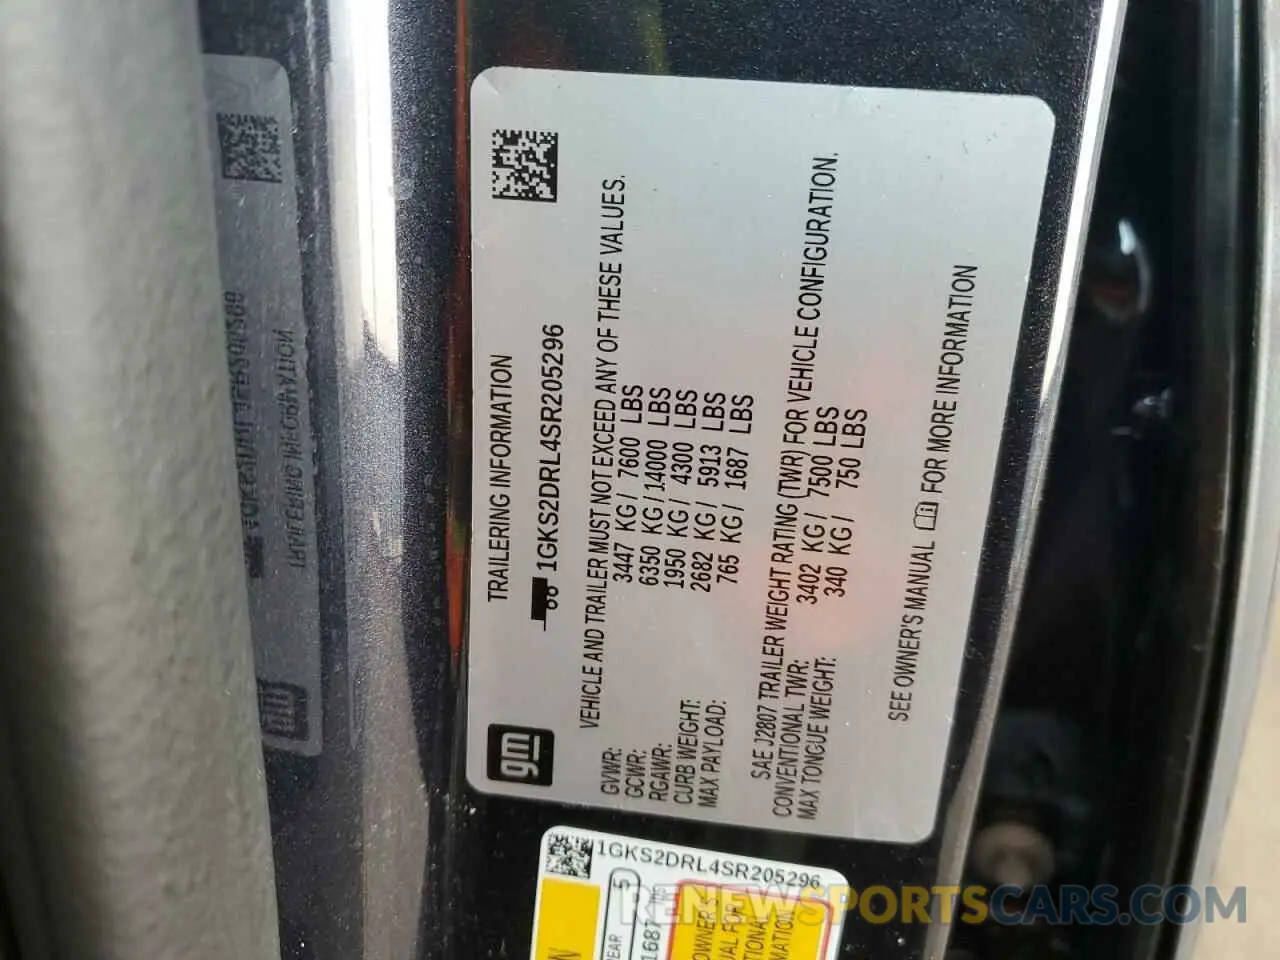 gm
TRAILERING INFORMATION
1GKS2DRL4SR205296
VEHICLE AND TRAILER MUST NOT EXCEED ANY OF THESE VALUES.
GVWR: 3447 KG / 7600 LBS
GCWR: 6350 KG / 14000 LBS
RGAWR: 1950 KG / 4300 LBS
CURB WEIGHT: 2682 KG / 5913 LBS
MAX PAYLOAD: 765 KG / 1687 LBS
SAE J2807 TRAILER WEIGHT RATING (TWR) FOR VEHICLE CONFIGURATION.
CONVENTIONAL TWR: 3402 KG / 7500 LBS
MAX TONGUE WEIGHT: 340 KG / 750 LBS
SEE OWNER'S MANUAL FOR MORE INFORMATION
1GKS2DRL4SR205296
5
1687
OWNER'S
RENEWSPORTSCARS.COM